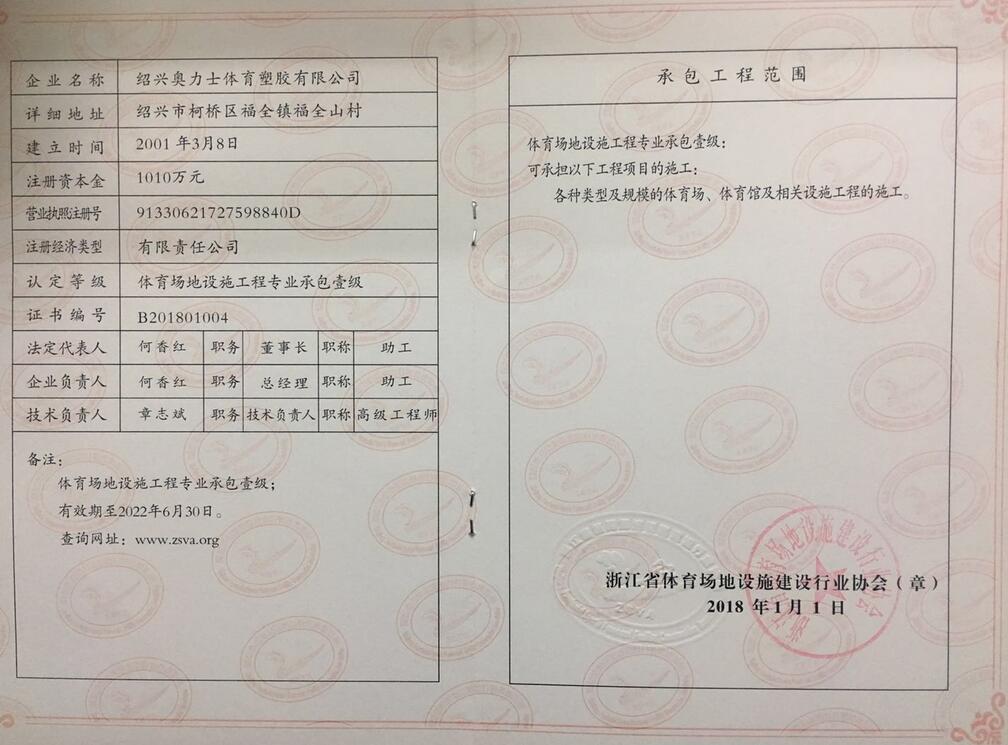 企业名称 绍兴奥力士体育塑胶有限公司
详细地址 绍兴市柯桥区福全镇福全山村
建立时间 2001年3月8日
注册资本金 1010万元
营业执照注册号 91330621727598840D
注册经济类型 有限责任公司
认定等级 体育场地设施工程专业承包壹级
证书编号 B201801004
法定代表人 何香红 职务 董事长 职称 助工
企业负责人 何香红 职务 总经理 职称 助工
技术负责人 章志斌 职务 技术负责人 职称 高级工程师
备注：
体育场地设施工程专业承包壹级；
有效期至2022年6月30日。
查询网址：www.zsva.org
承包工程范围
体育场地设施工程专业承包壹级：
可承担以下工程项目的施工：
各种类型及规模的体育场、体育馆及相关设施工程的施工。
浙江省体育场地设施建设行业协会（章）
2018年1月1日